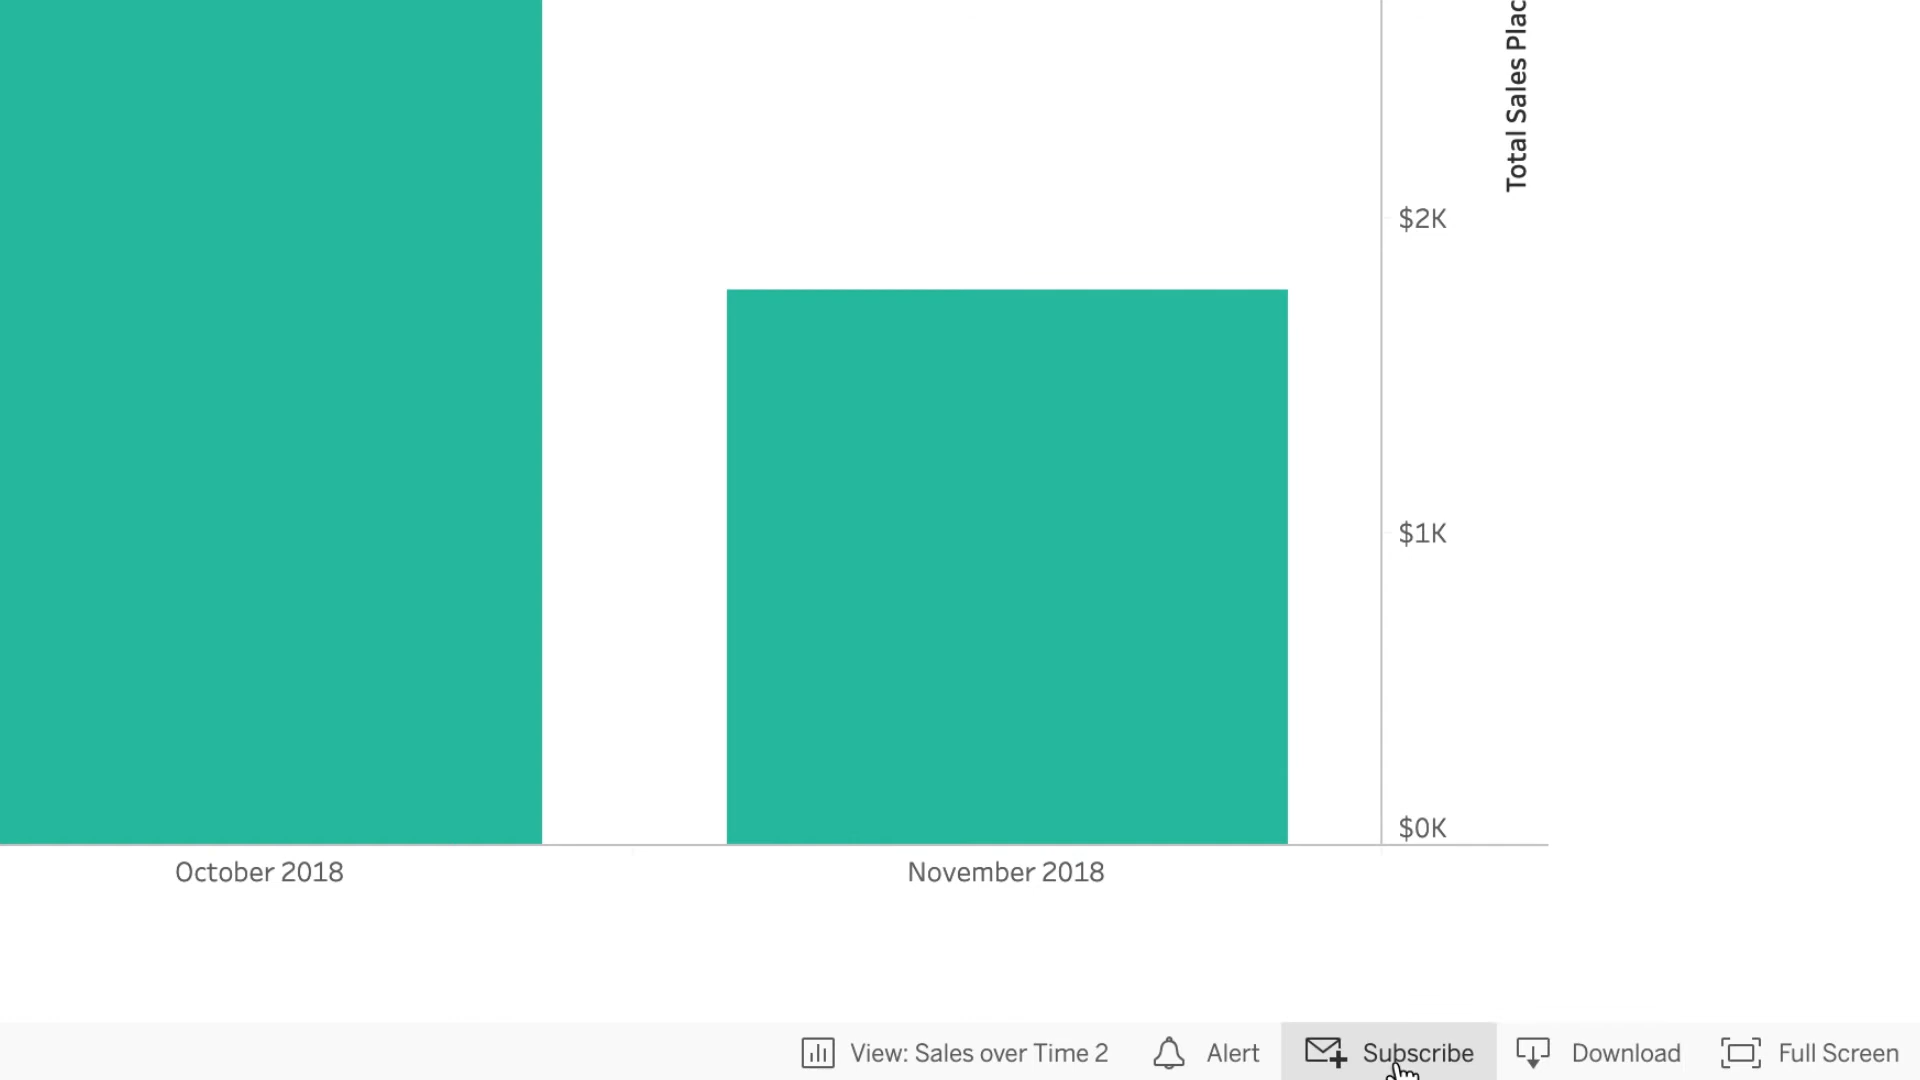 Total Sales Plac
$2K
$1K
$0K
October 2018
November 2018
View: Sales over Time 2
Alert
Subscribe
Download
Full Screen